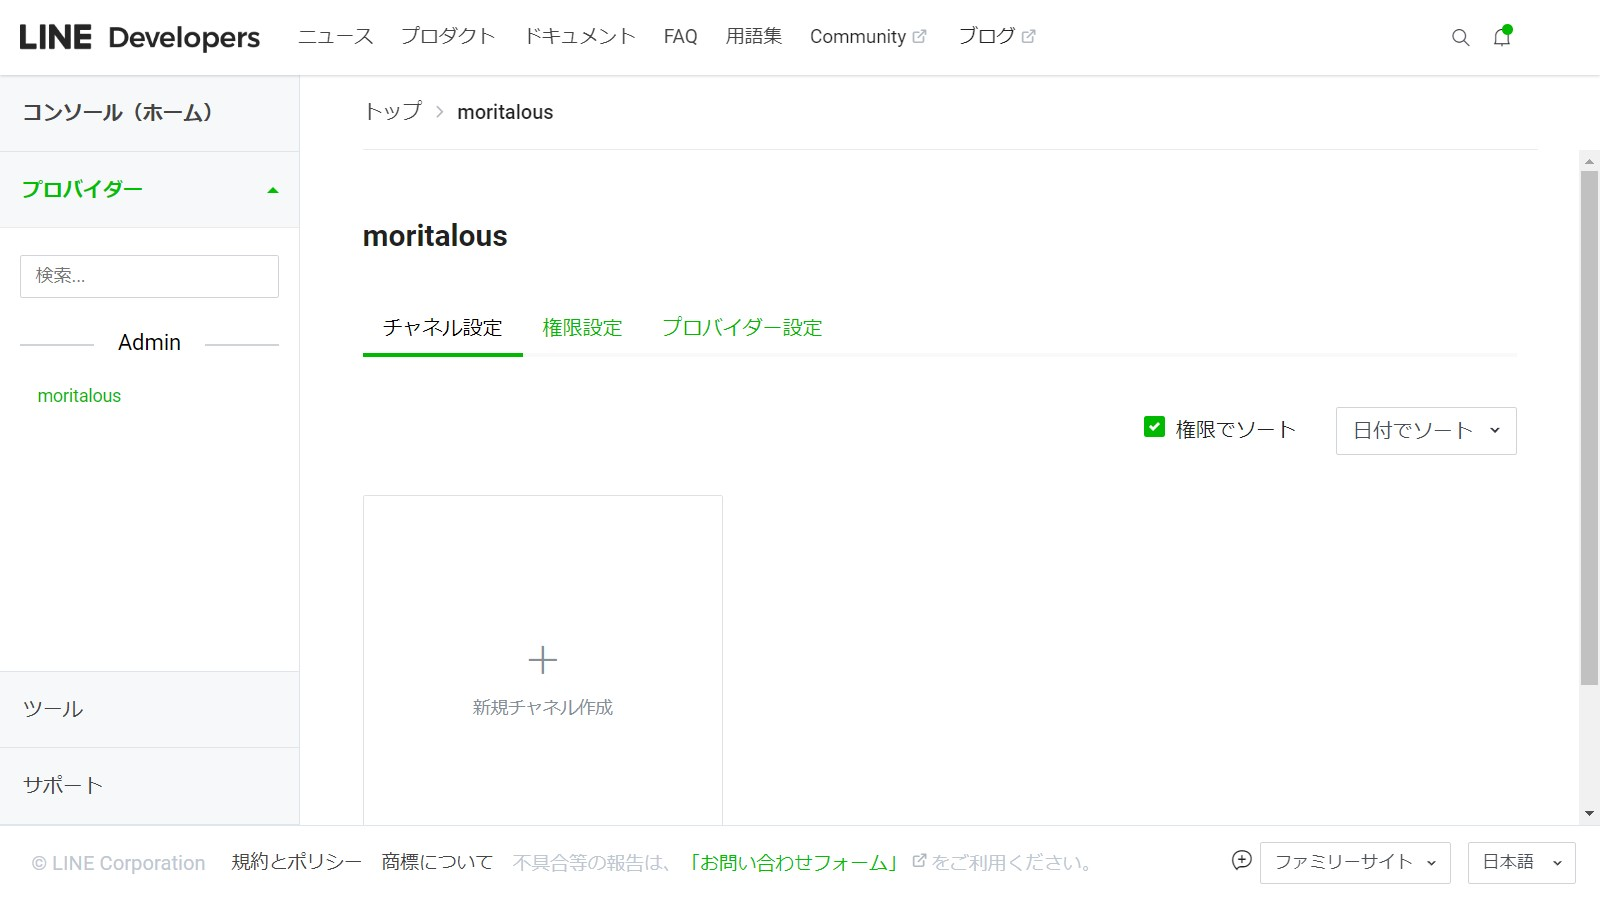 LINE Developers ニュース プロダクト ドキュメント FAQ 用語集 Community ブログ
コンソール（ホーム）
プロバイダー
検索...
Admin
moritalous
ツール
サポート
トップ > moritalous
moritalous
チャネル設定 権限設定 プロバイダー設定
権限でソート 日付でソート
新規チャネル作成
© LINE Corporation 規約とポリシー 商標について 不具合等の報告は、「お問い合わせフォーム」をご利用ください。 ファミリーサイト 日本語